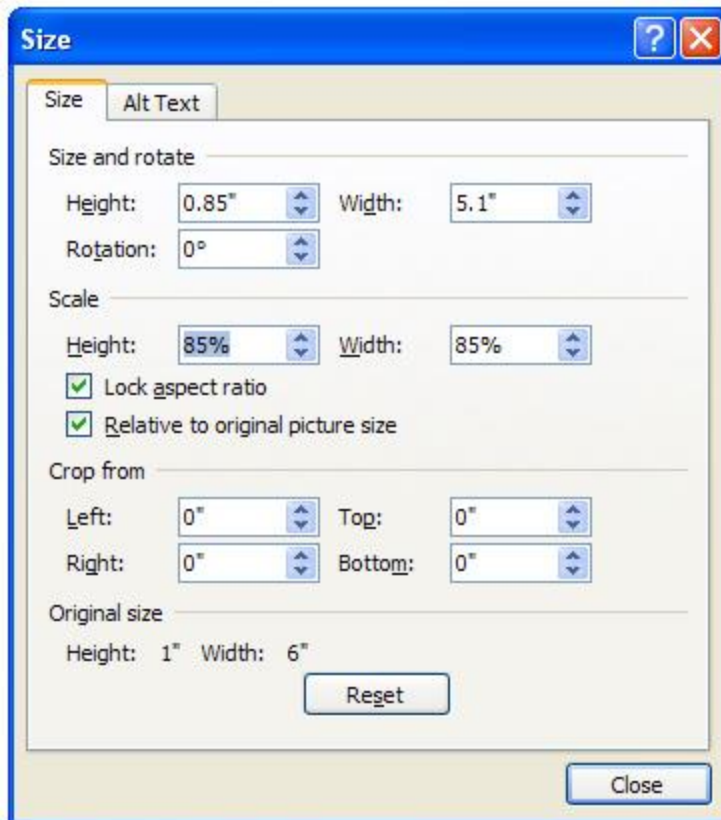 Size
Size Alt Text
Size and rotate
Height: 0.85" Width: 5.1"
Rotation: 0°
Scale
Height: 85% Width: 85%
Lock aspect ratio
Relative to original picture size
Crop from
Left: 0" Top: 0"
Right: 0" Bottom: 0"
Original size
Height: 1" Width: 6"
Reset
Close